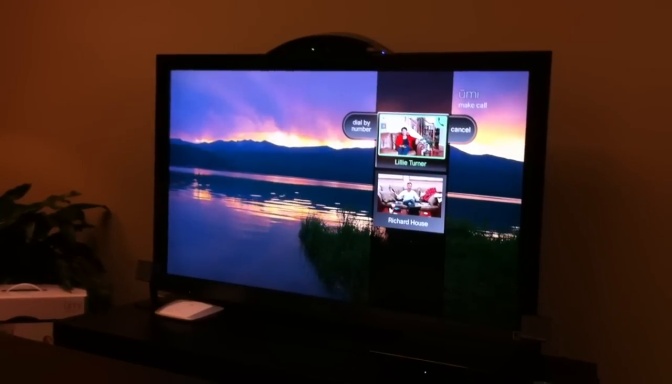 ūmi
make call
dial by
number
cancel
Lillie Turner
Richard House